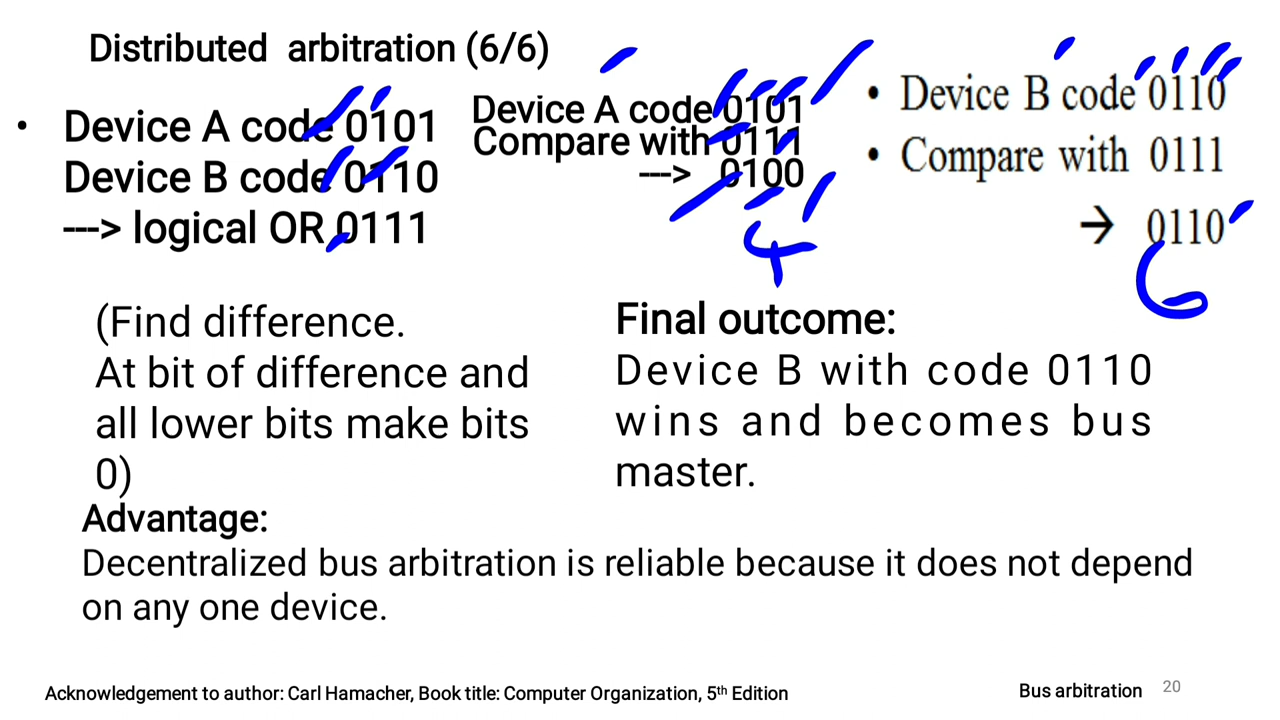 Distributed arbitration (6/6)
• Device A code 0101
Device B code 0110
---> logical OR 0111
Device A code 0101
Compare with 0111
---> 0100
4
• Device B code 0110
• Compare with 0111
→ 0110
6
(Find difference.
At bit of difference and
all lower bits make bits
0)
Final outcome:
Device B with code 0110
wins and becomes bus
master.
Advantage:
Decentralized bus arbitration is reliable because it does not depend
on any one device.
Acknowledgement to author: Carl Hamacher, Book title: Computer Organization, 5th Edition
Bus arbitration 20